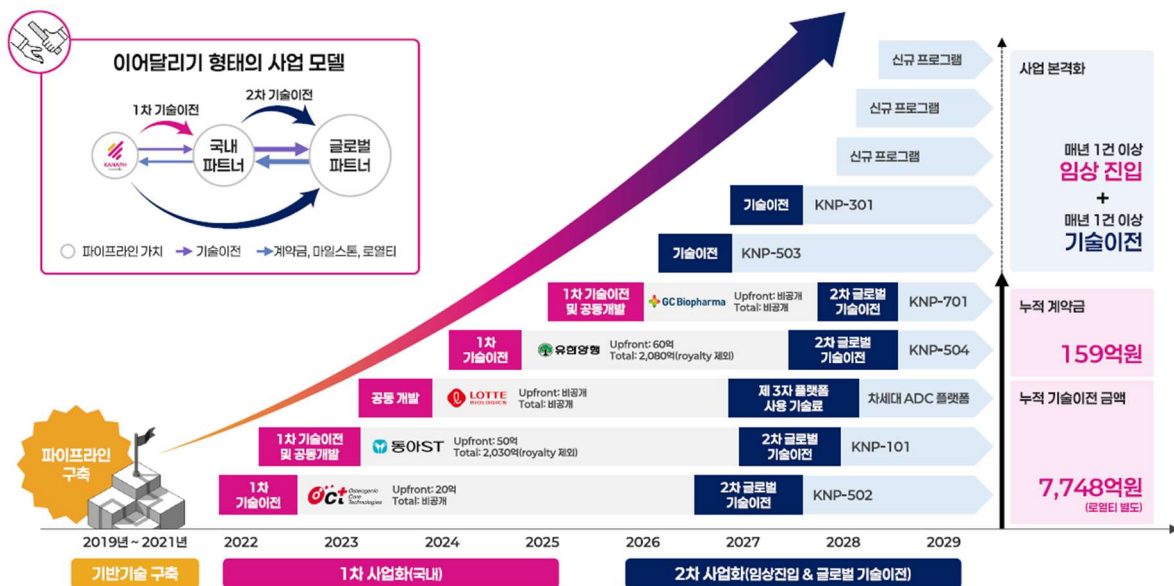 이어달리기 형태의 사업 모델
1차 기술이전
2차 기술이전
KANAPH
국내
파트너
글로벌
파트너
파이프라인 가치
기술이전
계약금, 마일스톤, 로열티
신규 프로그램
신규 프로그램
신규 프로그램
기술이전
KNP-301
기술이전
KNP-503
1차 기술이전
및 공동개발
GC Biopharma
Upfront: 비공개
Total: 비공개
2차 글로벌
기술이전
KNP-701
1차
기술이전
유한양행
Upfront: 60억
Total: 2,080억(royalty 제외)
2차 글로벌
기술이전
KNP-504
공동 개발
LOTTE
BIOLOGICS
Upfront: 비공개
Total: 비공개
제 3자 플랫폼
사용 기술료
차세대 ADC 플랫폼
1차 기술이전
및 공동개발
동아ST
Upfront: 50억
Total: 2,030억(royalty 제외)
2차 글로벌
기술이전
KNP-101
1차
기술이전
Oct
Osteogenic
Core
Technologies
Upfront: 20억
Total: 비공개
2차 글로벌
기술이전
KNP-502
파이프라인
구축
사업 본격화
매년 1건 이상
임상 진입
+
매년 1건 이상
기술이전
누적 계약금
159억원
누적 기술이전 금액
7,748억원
(로열티 별도)
2019년~2021년
2022
2023
2024
2025
2026
2027
2028
2029
기반기술 구축
1차 사업화(국내)
2차 사업화(임상진입 & 글로벌 기술이전)